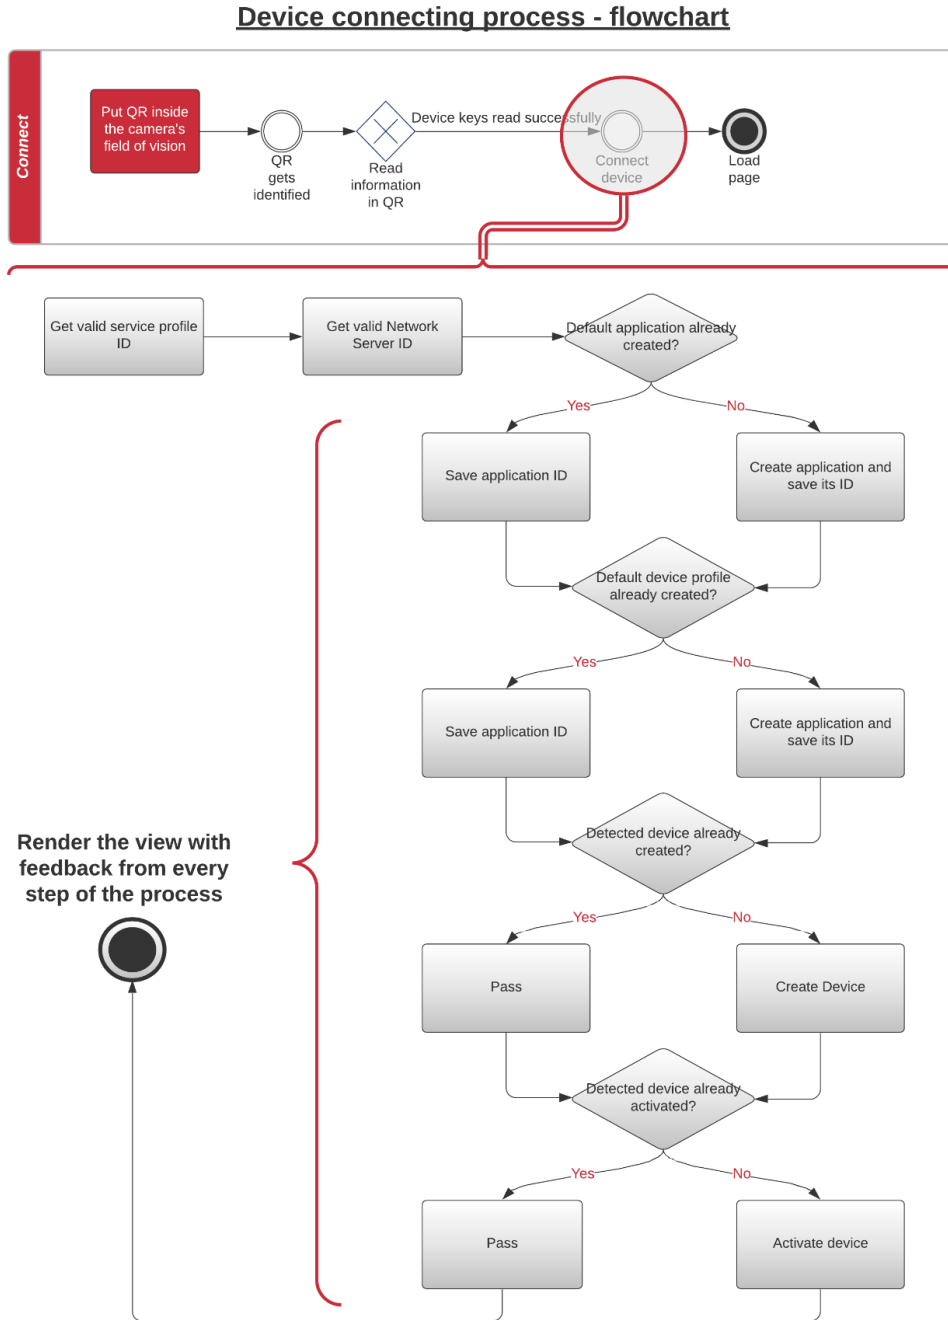 Device connecting process - flowchart
Connect
Put QR inside
the camera's
field of vision
QR
gets
identified
Read
information
in QR
Device keys read successfully
Connect
device
Load
page
Get valid service profile
ID
Get valid Network
Server ID
Default application already
created?
Yes
No
Save application ID
Create application and
save its ID
Default device profile
already created?
Yes
No
Save application ID
Create application and
save its ID
Detected device already
created?
Yes
No
Pass
Create Device
Detected device already
activated?
Yes
No
Pass
Activate device
Render the view with
feedback from every
step of the process